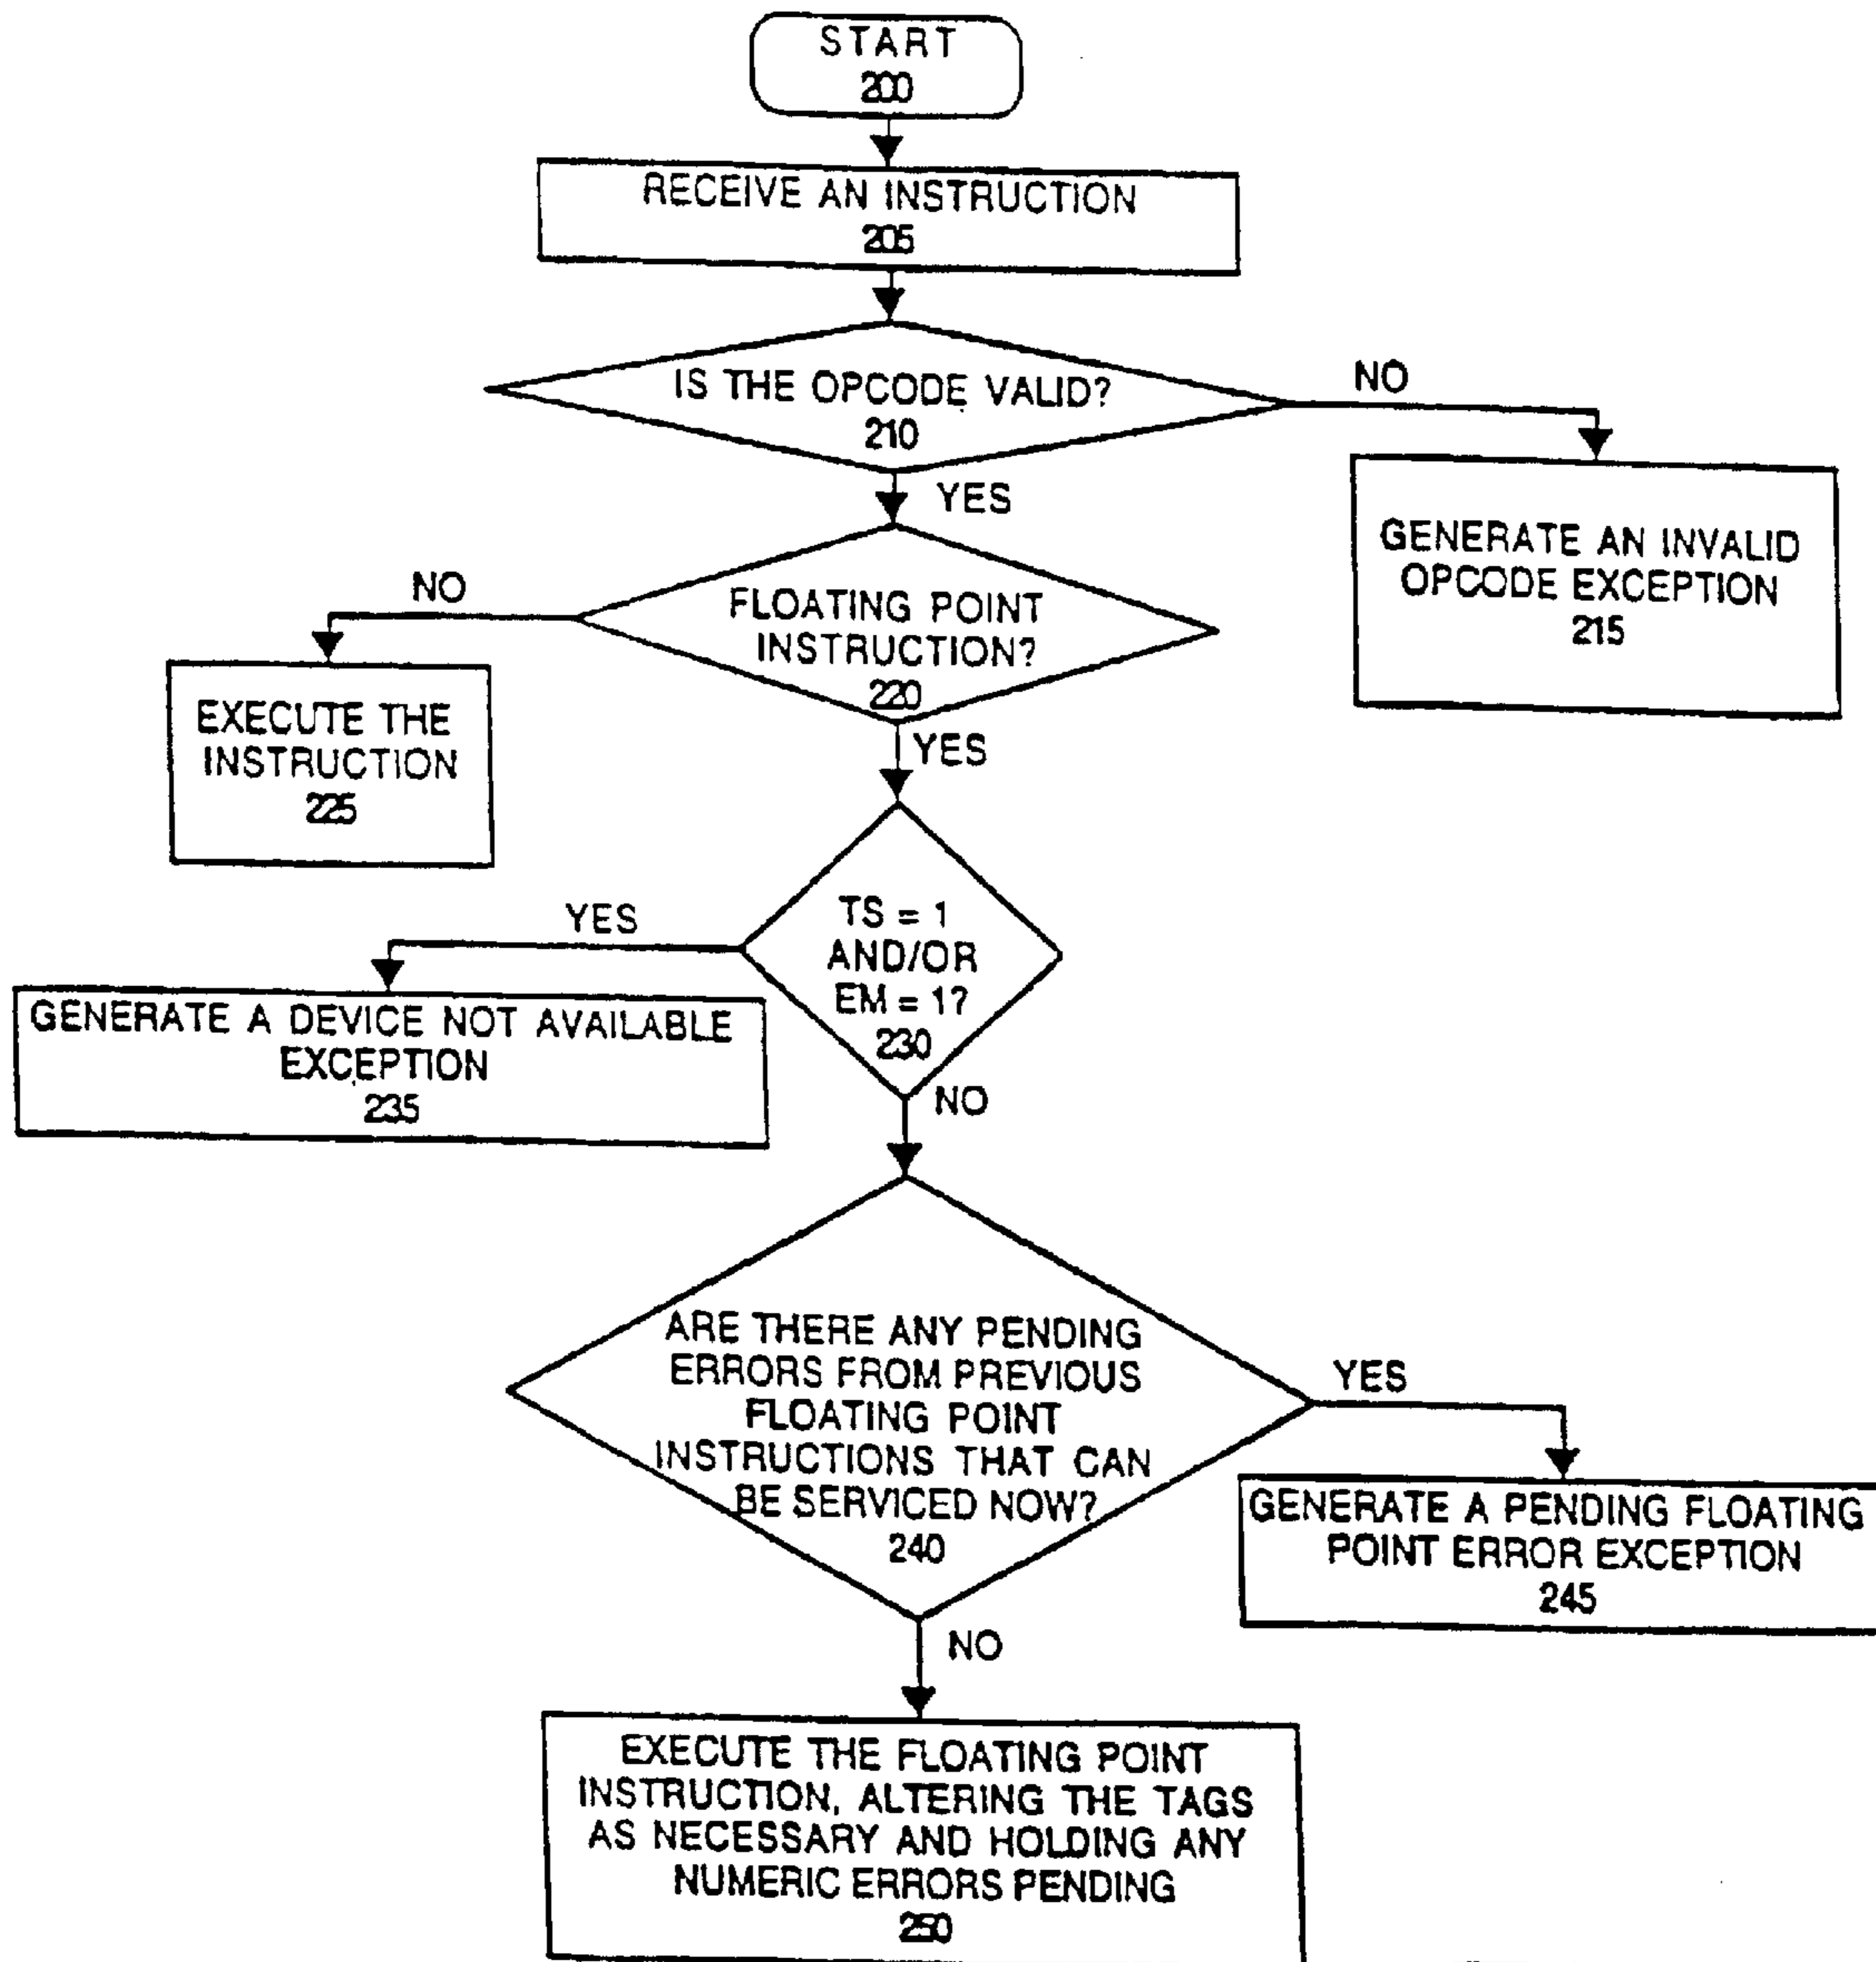 START
200
RECEIVE AN INSTRUCTION
205
IS THE OPCODE VALID?
210
NO
YES
GENERATE AN INVALID
OPCODE EXCEPTION
215
NO
FLOATING POINT
INSTRUCTION?
220
EXECUTE THE
INSTRUCTION
225
YES
YES
TS = 1
AND/OR
EM = 1?
230
GENERATE A DEVICE NOT AVAILABLE
EXCEPTION
235
NO
ARE THERE ANY PENDING
ERRORS FROM PREVIOUS
FLOATING POINT
INSTRUCTIONS THAT CAN
BE SERVICED NOW?
240
YES
GENERATE A PENDING FLOATING
POINT ERROR EXCEPTION
245
NO
EXECUTE THE FLOATING POINT
INSTRUCTION, ALTERING THE TAGS
AS NECESSARY AND HOLDING ANY
NUMERIC ERRORS PENDING
250